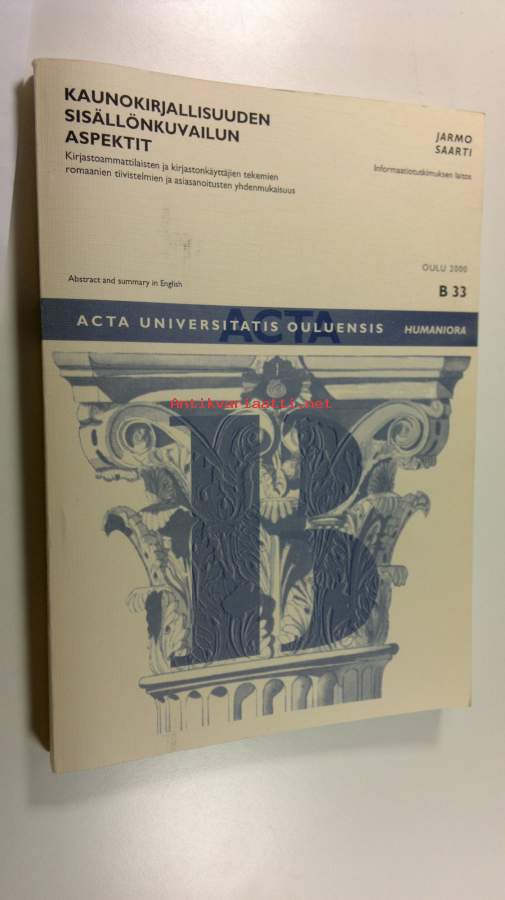 KAUNOKIRJALLISUUDEN
SISÄLLÖNKUVAILUN
ASPEKTIT
Kirjastoammattilaisten ja kirjastonkäyttäjien tekemien
romaanien tiivistelmien ja asiasanoitusten yhdenmukaisuus
JARMO
SAARTI
Informaatiotutkimuksen laitos
OULU 2000
Abstract and summary in English
B 33
ACTA
ACTA UNIVERSITATIS OULUENSIS
HUMANIORA
Antikvariaatti.net
B